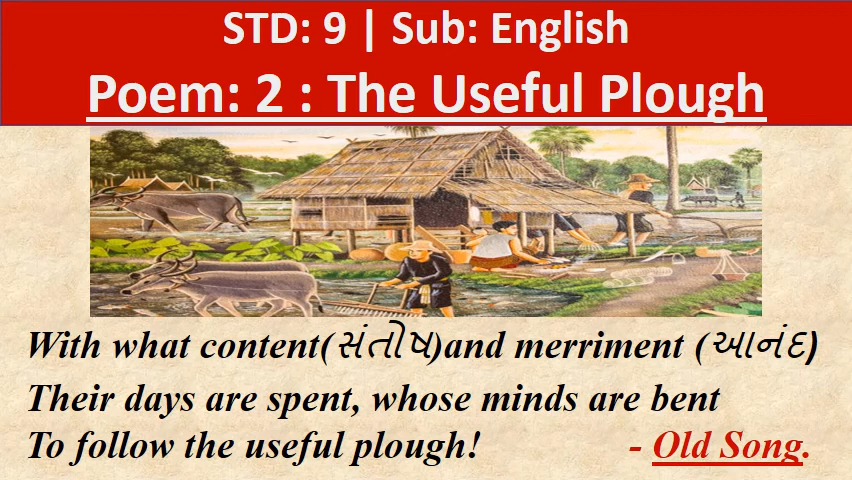 STD: 9 | Sub: English
Poem: 2 : The Useful Plough
With what content(સંતોષ)and merriment (આનંદ)
Their days are spent, whose minds are bent
To follow the useful plough! - Old Song.